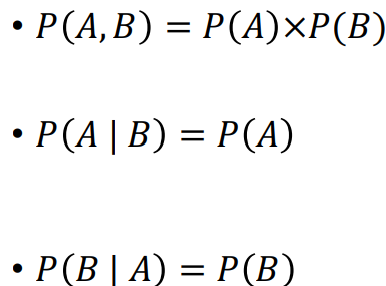 • P(A, B) = P(A)×P(B)
• P(A | B) = P(A)
• P(B | A) = P(B)